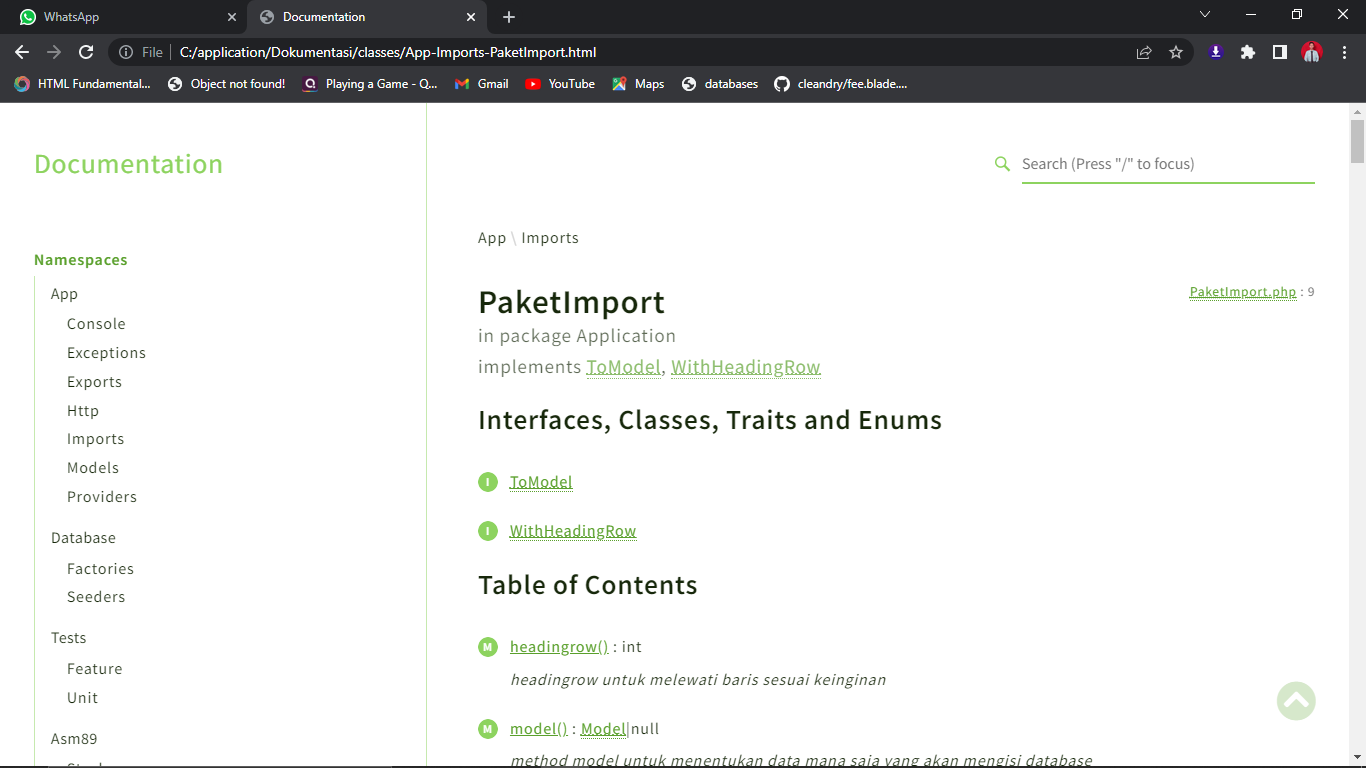 WhatsApp
Documentation
File
C:/application/Dokumentasi/classes/App-Imports-PaketImport.html
HTML Fundamental...
Object not found!
Playing a Game - Q...
Gmail
YouTube
Maps
databases
cleandry/fee.blade....
Documentation
Search (Press "/" to focus)
Namespaces
App
Console
Exceptions
Exports
Http
Imports
Models
Providers
Database
Factories
Seeders
Tests
Feature
Unit
Asm89
App \ Imports
PaketImport
PaketImport.php : 9
in package Application
implements ToModel, WithHeadingRow
Interfaces, Classes, Traits and Enums
I ToModel
I WithHeadingRow
Table of Contents
M headingrow() : int
headingrow untuk melewati baris sesuai keinginan
M model() : Model|null
method model untuk menentukan data mana saja yang akan mengisi database